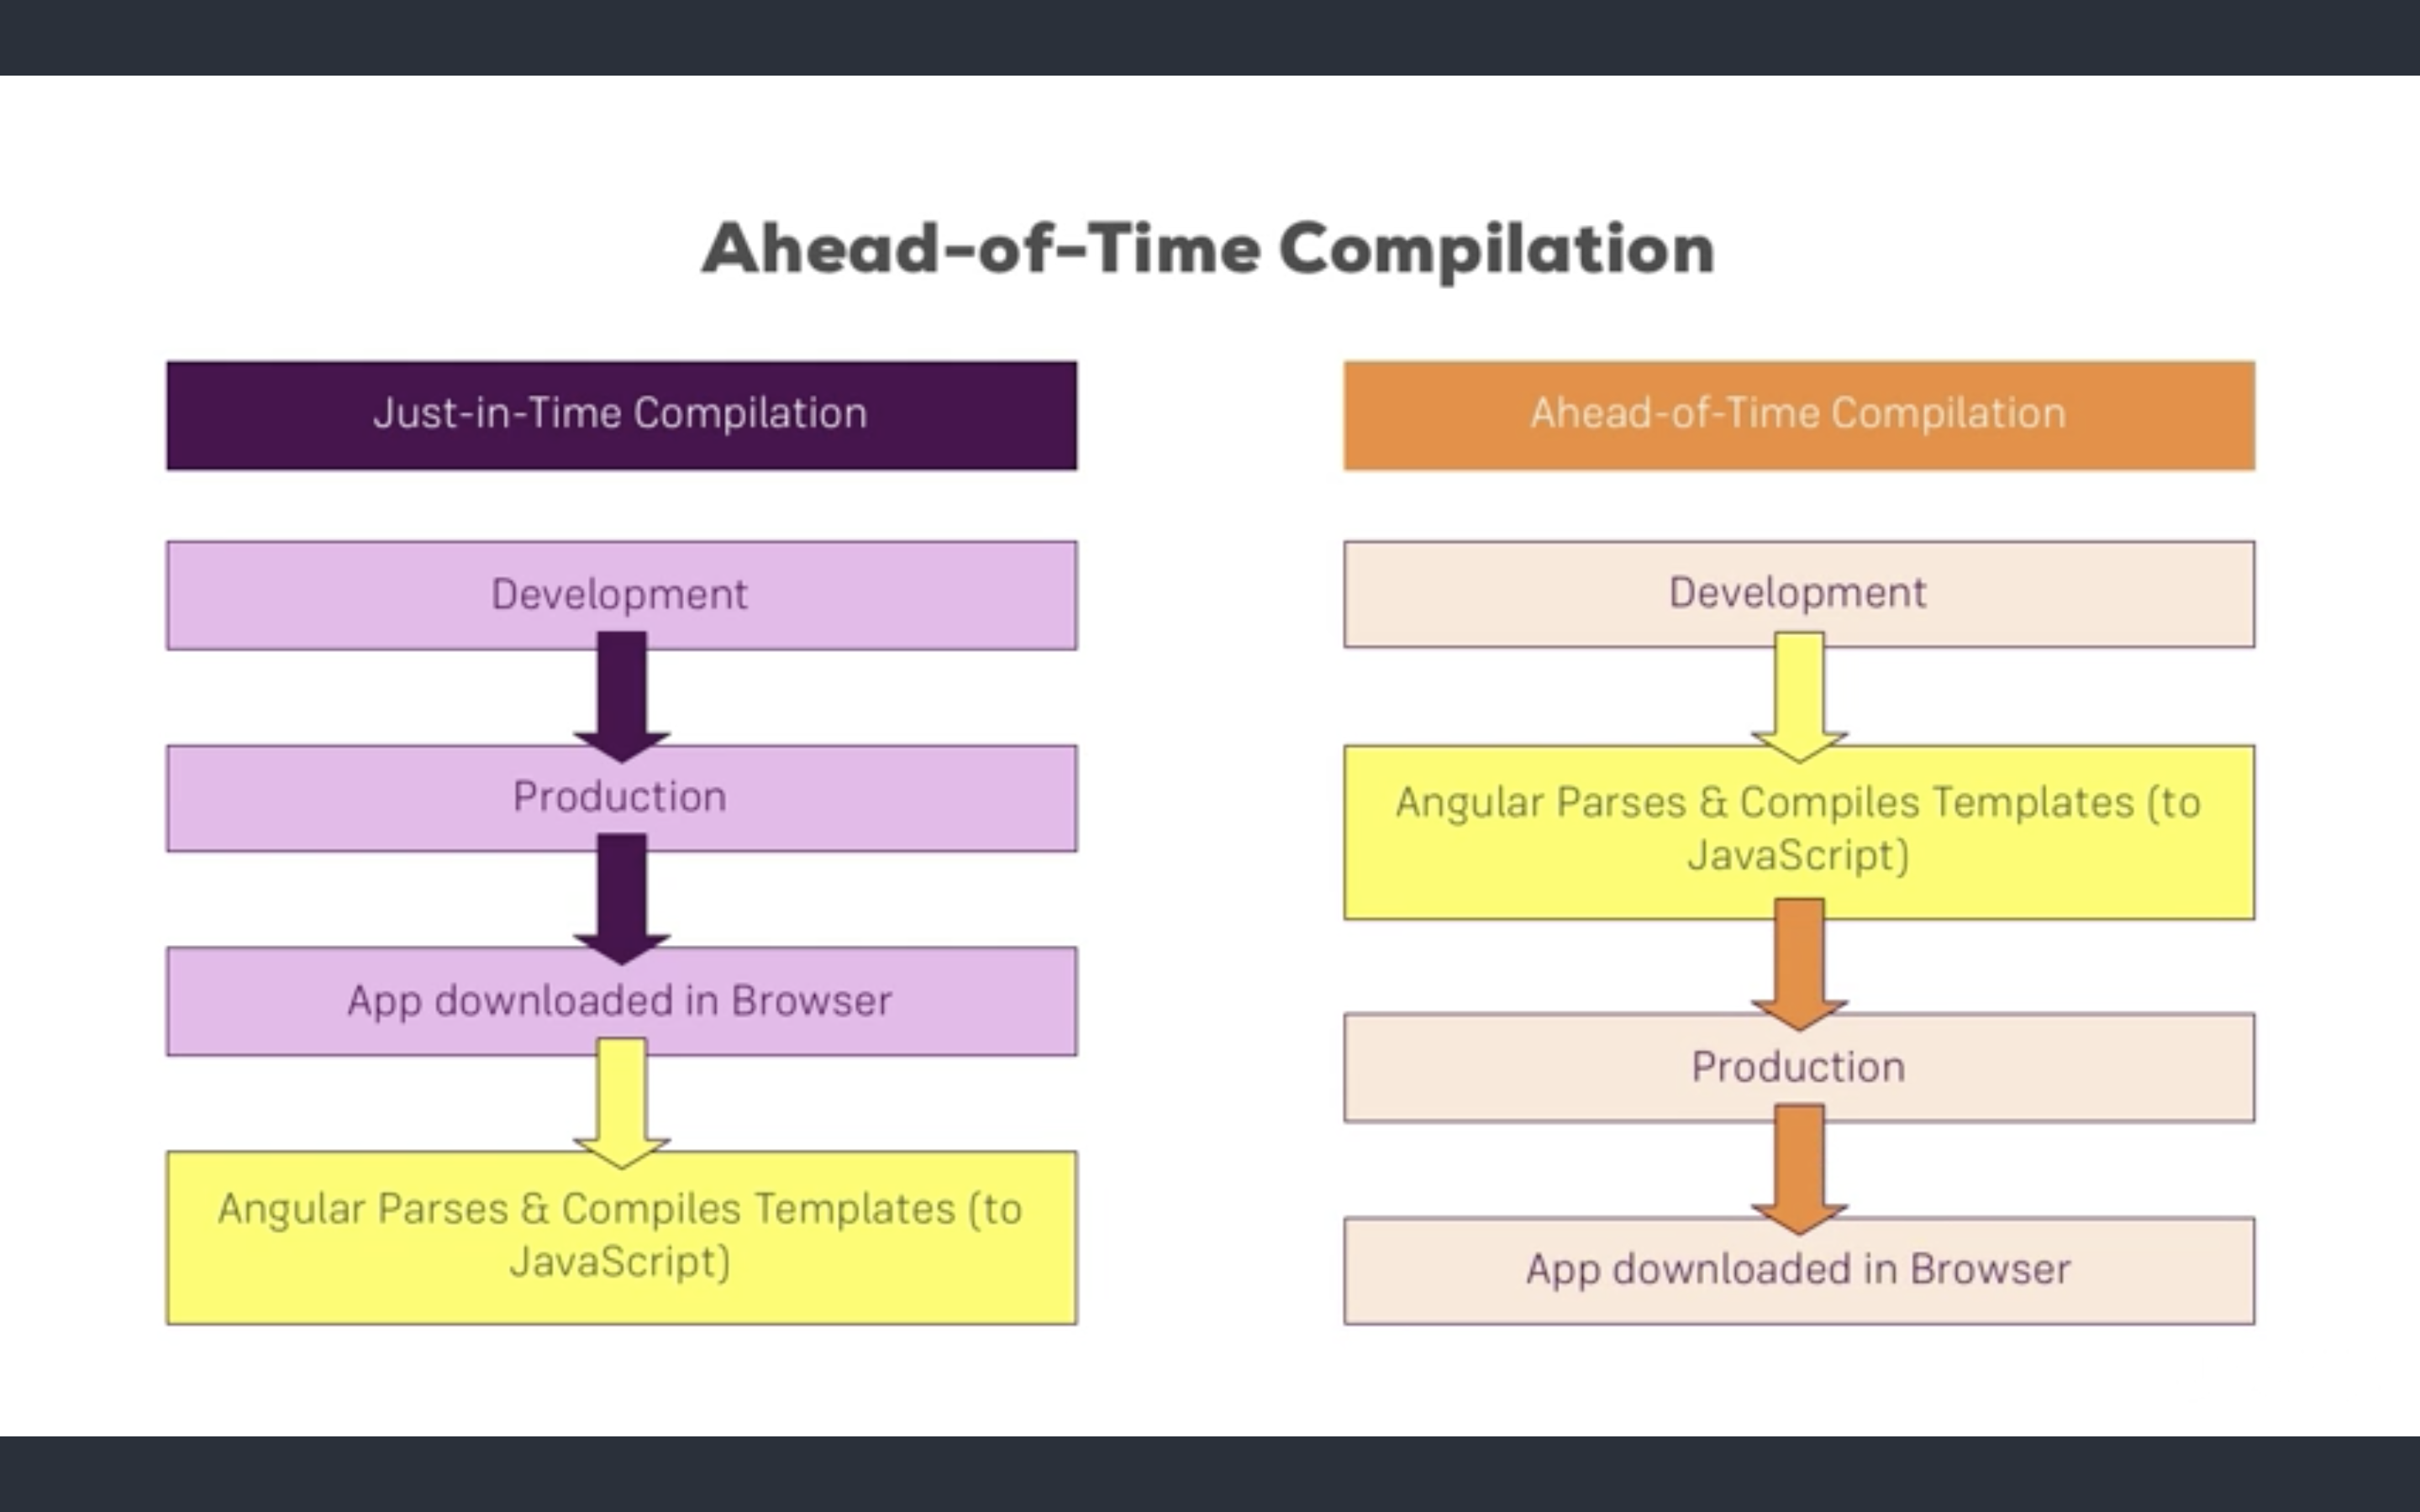 Ahead-of-Time Compilation
Just-in-Time Compilation
Development
Production
App downloaded in Browser
Angular Parses & Compiles Templates (to
JavaScript)
Ahead-of-Time Compilation
Development
Angular Parses & Compiles Templates (to
JavaScript)
Production
App downloaded in Browser